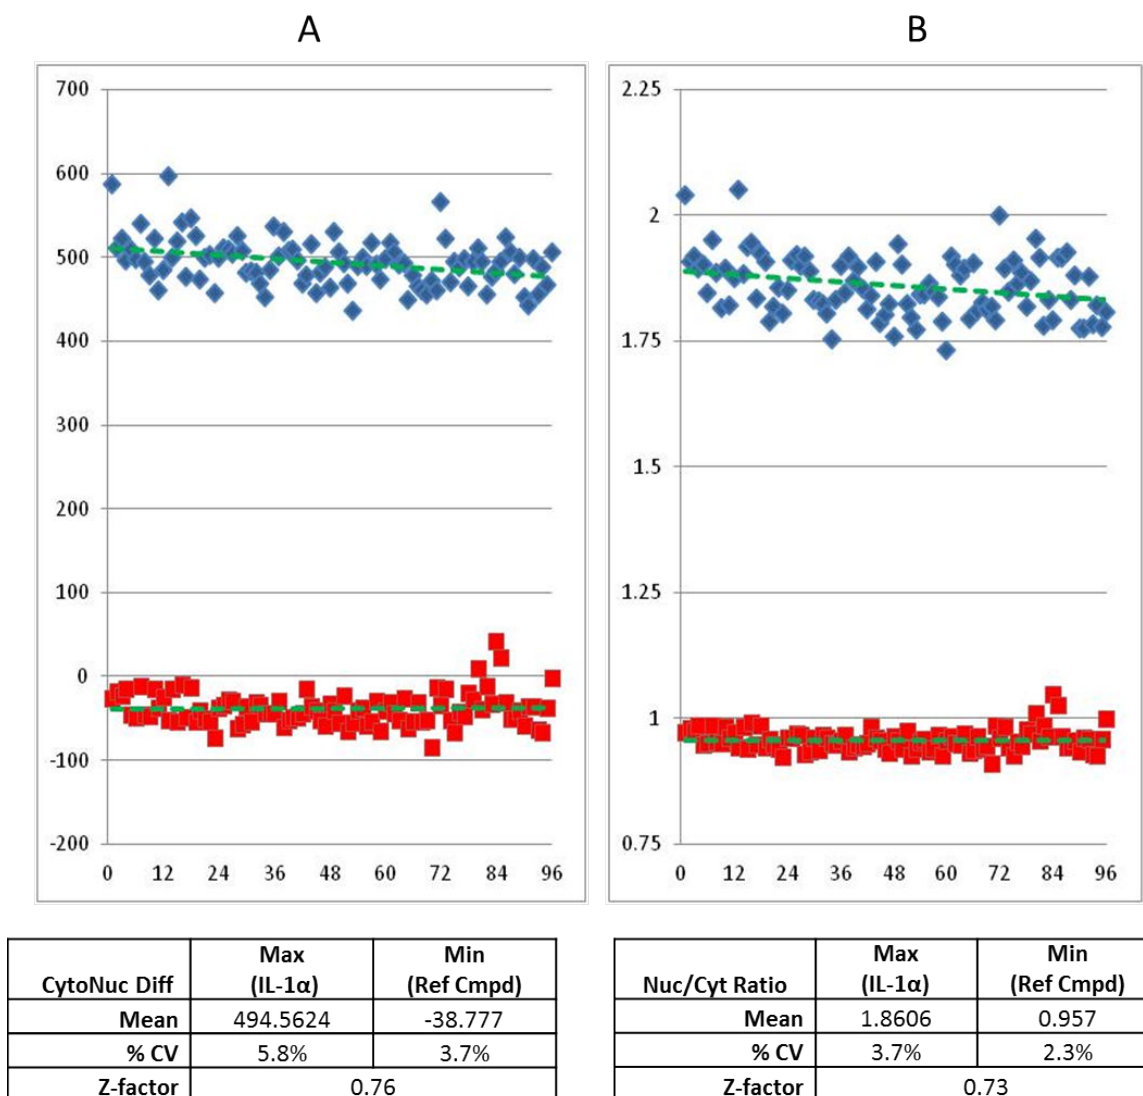 A
B
700
600
500
400
300
200
100
0
-100
-200
0 12 24 36 48 60 72 84 96
2.25
2
1.75
1.5
1.25
1
0.75
0 12 24 36 48 60 72 84 96
CytoNuc Diff Max (IL-1α) Min (Ref Cmpd)
Mean 494.5624 -38.777
% CV 5.8% 3.7%
Z-factor 0.76
Nuc/Cyt Ratio Max (IL-1α) Min (Ref Cmpd)
Mean 1.8606 0.957
% CV 3.7% 2.3%
Z-factor 0.73